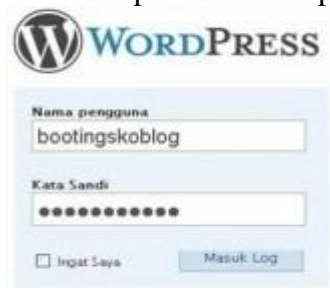 WORDPRESS
Nama pengguna
bootingskoblog
Kata Sandi
●●●●●●●●●●●
Ingat Saya
Masuk Log